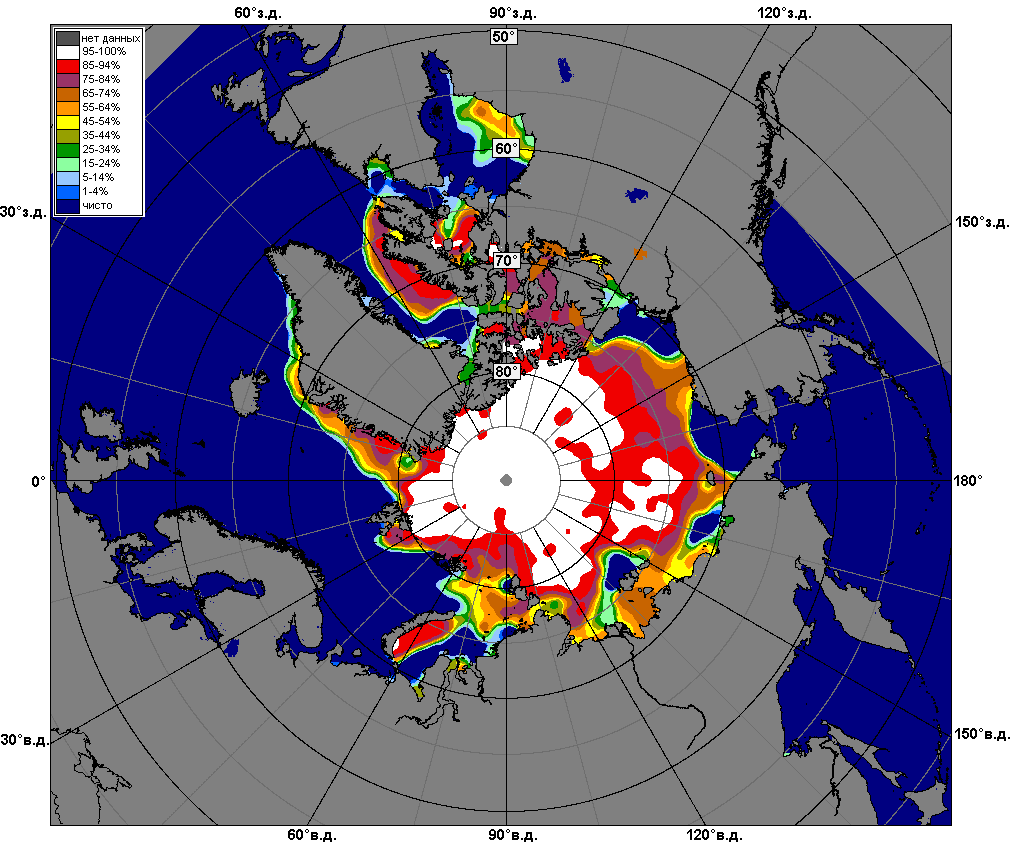 60°з.д.
90°з.д.
120°з.д.
50°
нет данных
95-100%
85-94%
75-84%
65-74%
55-64%
45-54%
35-44%
25-34%
15-24%
5-14%
1-4%
чисто
60°
30°з.д.
150°з.д.
70°
80°
0°
180°
30°в.д.
150°в.д.
60°в.д.
90°в.д.
120°в.д.